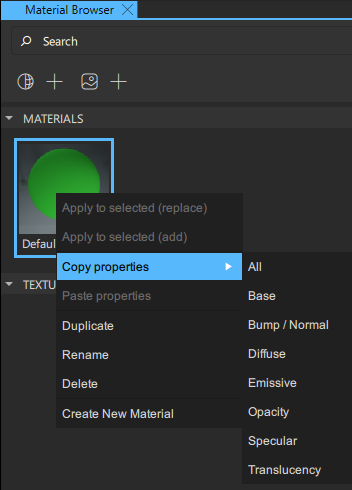 Material Browser
Search
MATERIALS
Default
Apply to selected (replace)
Apply to selected (add)
Copy properties
All
TEXTU
Paste properties
Base
Duplicate
Bump / Normal
Rename
Diffuse
Delete
Emissive
Create New Material
Opacity
Specular
Translucency